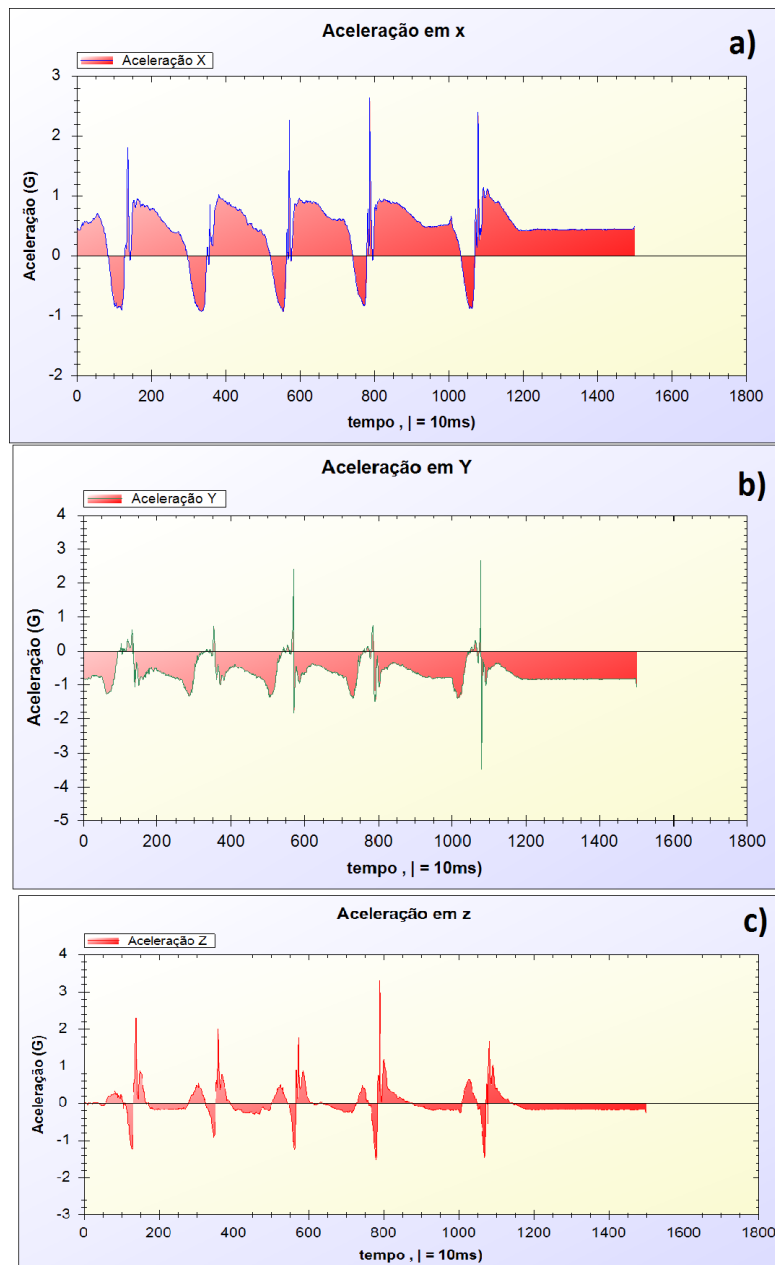 Aceleração em x
a)
Aceleração X
3
2
1
0
-1
-2
Aceleração (G)
0 200 400 600 800 1000 1200 1400 1600 1800
tempo , | = 10ms)
Aceleração em Y
b)
Aceleração Y
4
3
2
1
0
-1
-2
-3
-4
-5
Aceleração (G)
0 200 400 600 800 1000 1200 1400 1600 1800
tempo , | = 10ms)
Aceleração em z
c)
Aceleração Z
4
3
2
1
0
-1
-2
-3
Aceleração (G)
0 200 400 600 800 1000 1200 1400 1600 1800
tempo , | = 10ms)